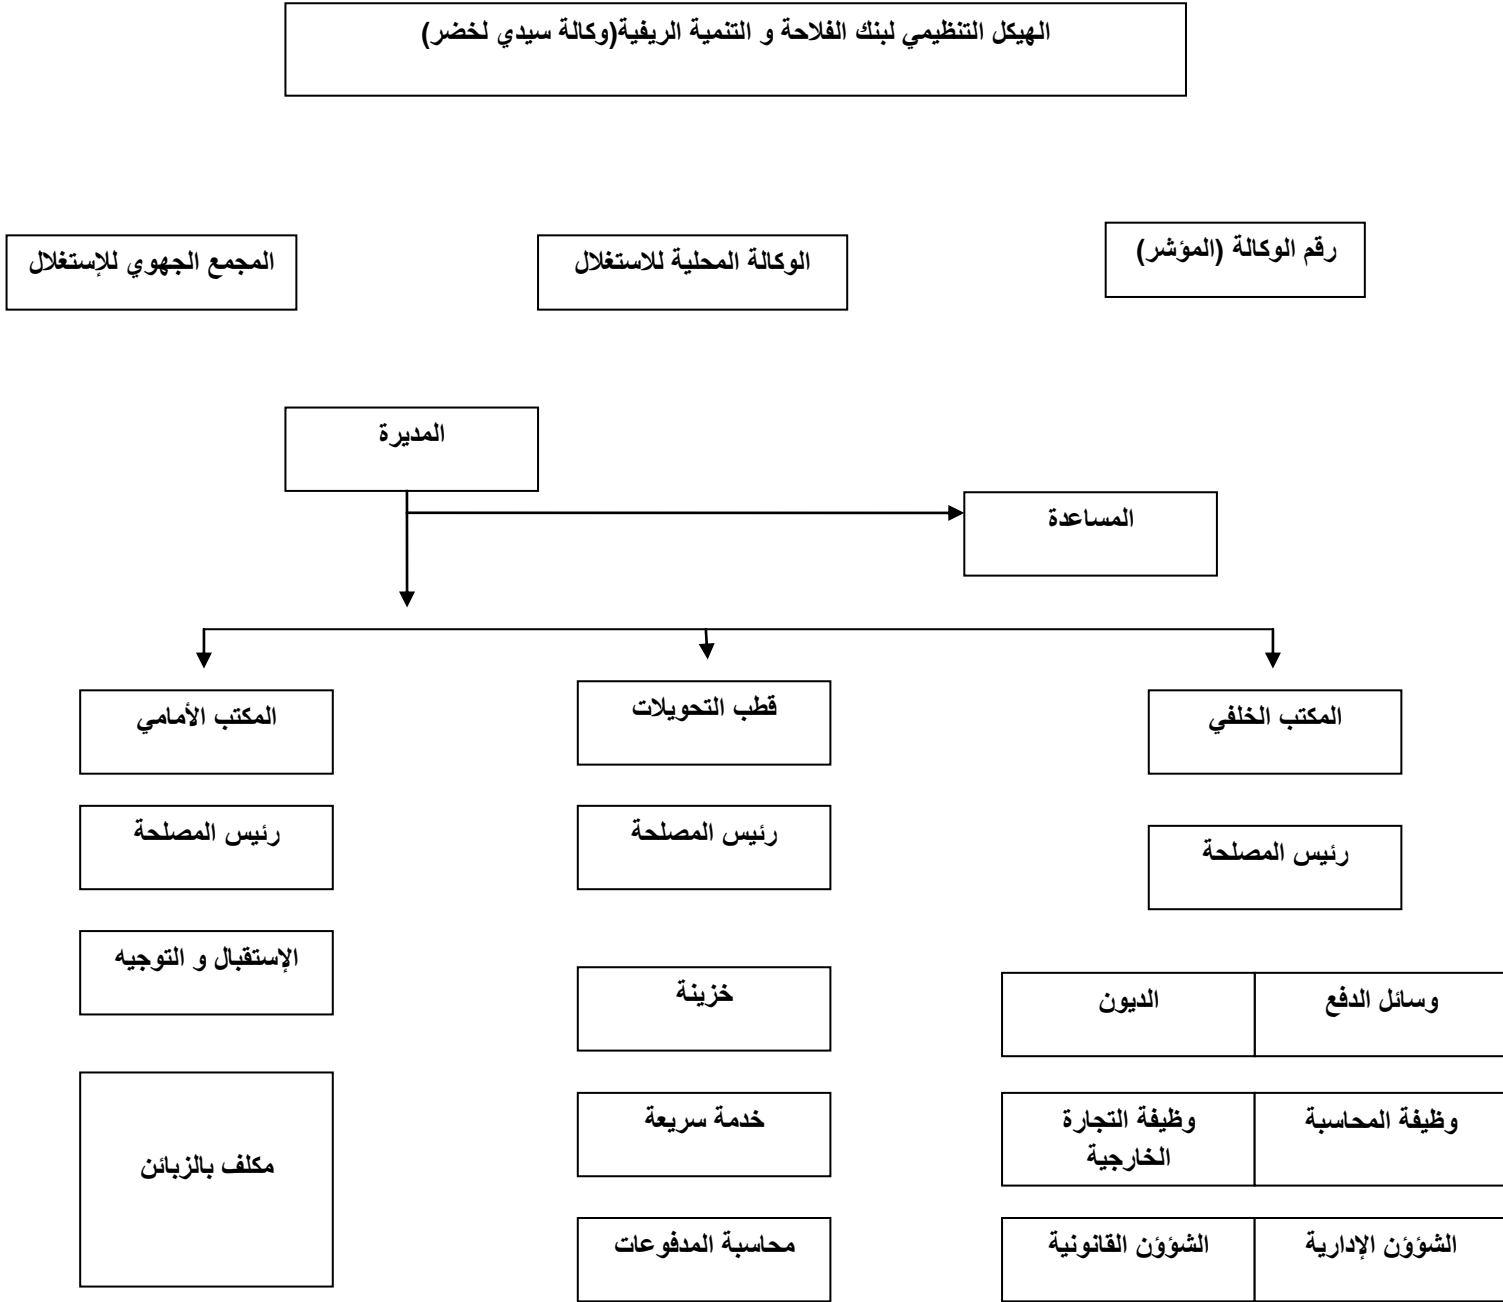 الهيكل التنظيمي لبنك الفلاحة و التنمية الريفية(وكالة سيدي لخضر)
رقم الوكالة (المؤشر)
الوكالة المحلية للاستغلال
المجمع الجهوي للإستغلال
المديرة
المساعدة
المكتب الخلفي
قطب التحويلات
المكتب الأمامي
رئيس المصلحة
رئيس المصلحة
رئيس المصلحة
وسائل الدفع
الديون
خزينة
الإستقبال و التوجيه
وظيفة المحاسبة
وظيفة التجارة
الخارجية
خدمة سريعة
مكلف بالزبائن
الشوؤن الإدارية
الشوؤن القانونية
محاسبة المدفوعات